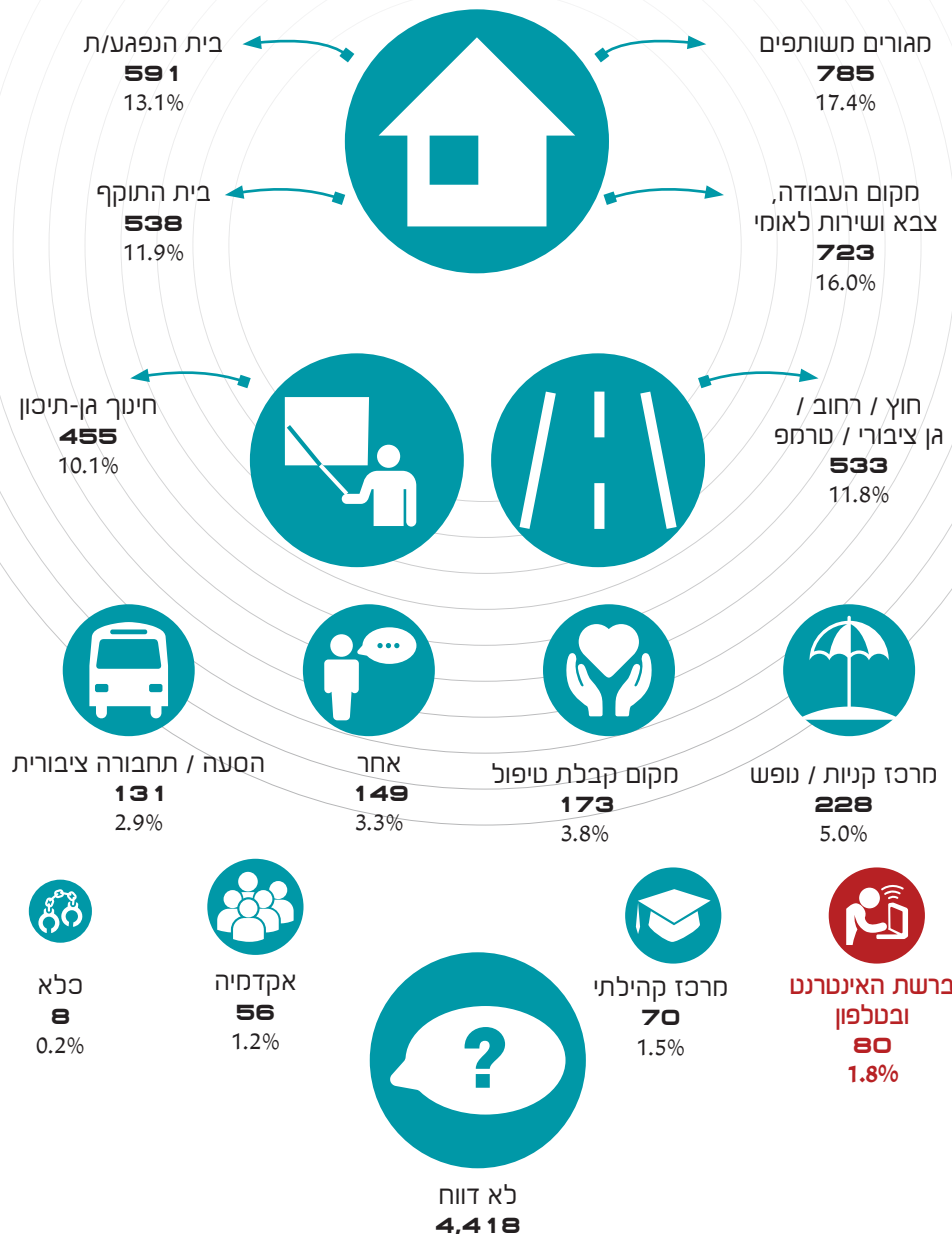 מגורים משותפים
785
17.4%
בית הנפגע/ת
591
13.1%
מקום העבודה,
צבא ושירות לאומי
723
16.0%
בית התוקף
538
11.9%
חוץ / רחוב /
גן ציבורי / טרמפ
533
11.8%
חינוך גן-תיכון
455
10.1%
מרכז קניות / נופש
228
5.0%
מקום קבלת טיפול
173
3.8%
אחר
149
3.3%
הסעה / תחבורה ציבורית
131
2.9%
ברשת האינטרנט
ובטלפון
80
1.8%
מרכז קהילתי
70
1.5%
אקדמיה
56
1.2%
כלא
8
0.2%
?
לא דווח
4,418